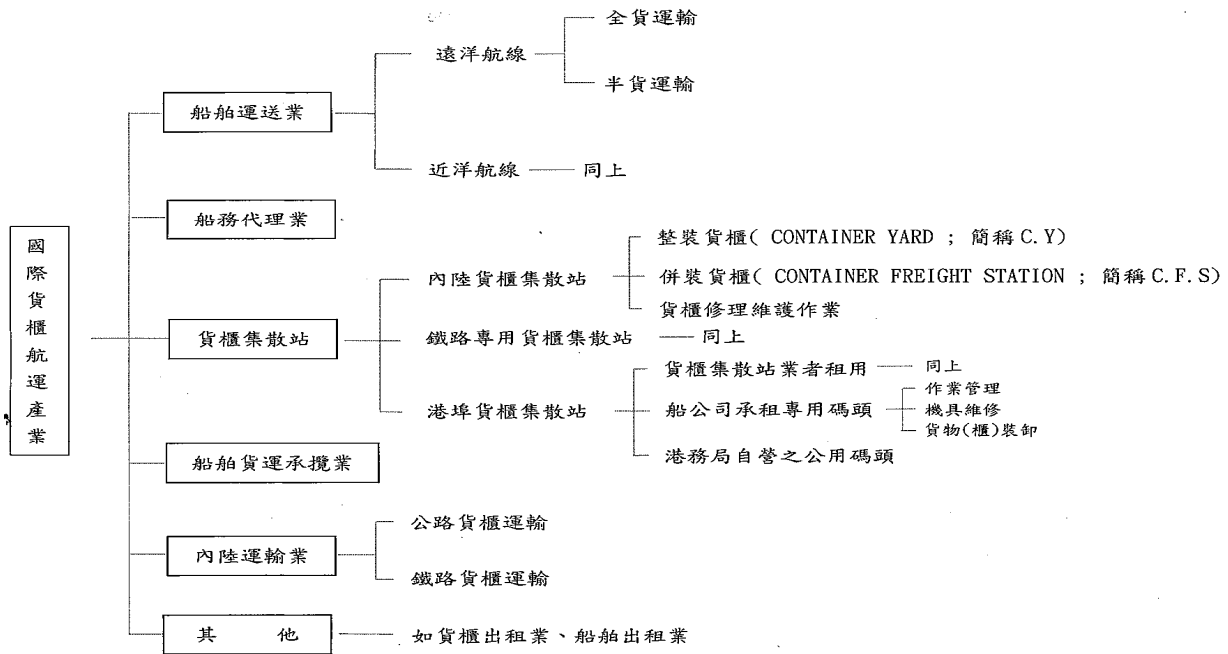 國際貨櫃航運產業
船舶運送業
遠洋航線
全貨運輸
半貨運輸
近洋航線
同上
船務代理業
貨櫃集散站
內陸貨櫃集散站
整裝貨櫃( CONTAINER YARD ; 簡稱 C.Y)
併裝貨櫃( CONTAINER FREIGHT STATION ; 簡稱 C.F.S)
貨櫃修理維護作業
鐵路專用貨櫃集散站
同上
港埠貨櫃集散站
貨櫃集散站業者租用
同上
船公司承租專用碼頭
作業管理
機具維修
貨物(櫃)裝卸
港務局自營之公用碼頭
船舶貨運承攬業
內陸運輸業
公路貨櫃運輸
鐵路貨櫃運輸
其 他
如貨櫃出租業、船舶出租業